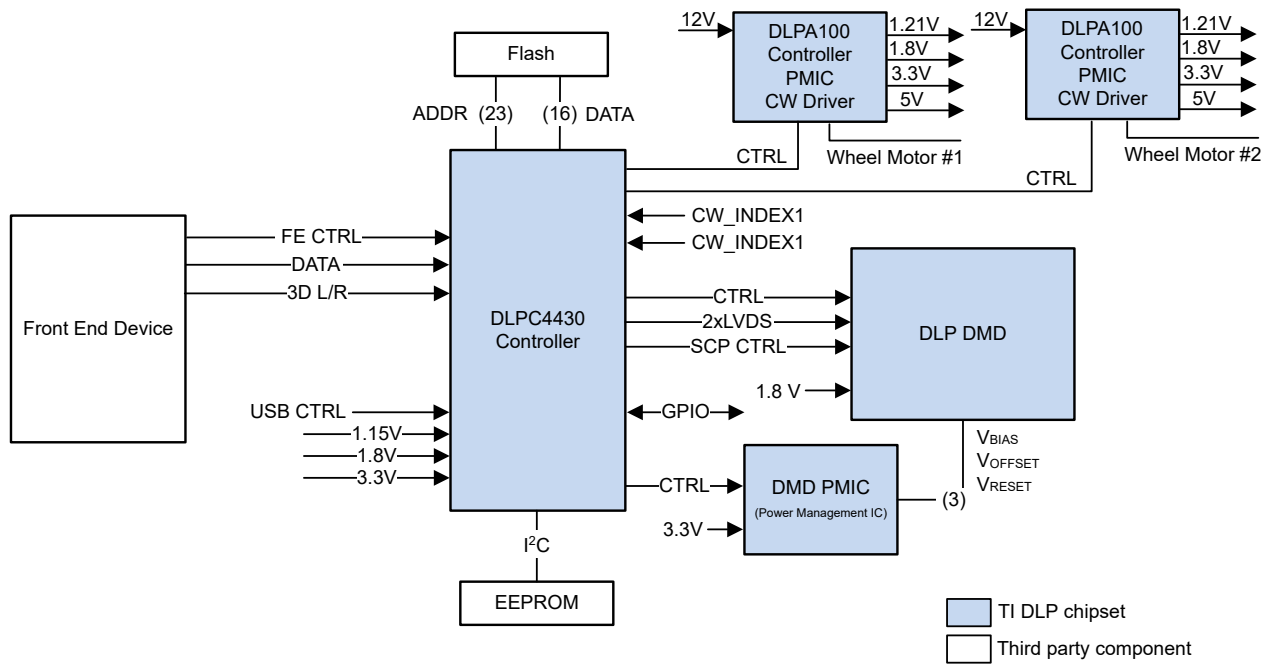 12V
DLPA100
Controller
PMIC
CW Driver
1.21V
1.8V
3.3V
5V
CTRL
Wheel Motor #1
12V
DLPA100
Controller
PMIC
CW Driver
1.21V
1.8V
3.3V
5V
CTRL
Wheel Motor #2
Flash
ADDR (23)
(16) DATA
Front End Device
FE CTRL
DATA
3D L/R
DLPC4430
Controller
CW_INDEX1
CW_INDEX1
CTRL
2xLVDS
SCP CTRL
DLP DMD
1.8 V
USB CTRL
1.15V
1.8V
3.3V
GPIO
VBIAS
VOFFSET
VRESET
CTRL
3.3V
DMD PMIC
(Power Management IC)
(3)
I²C
EEPROM
TI DLP chipset
Third party component